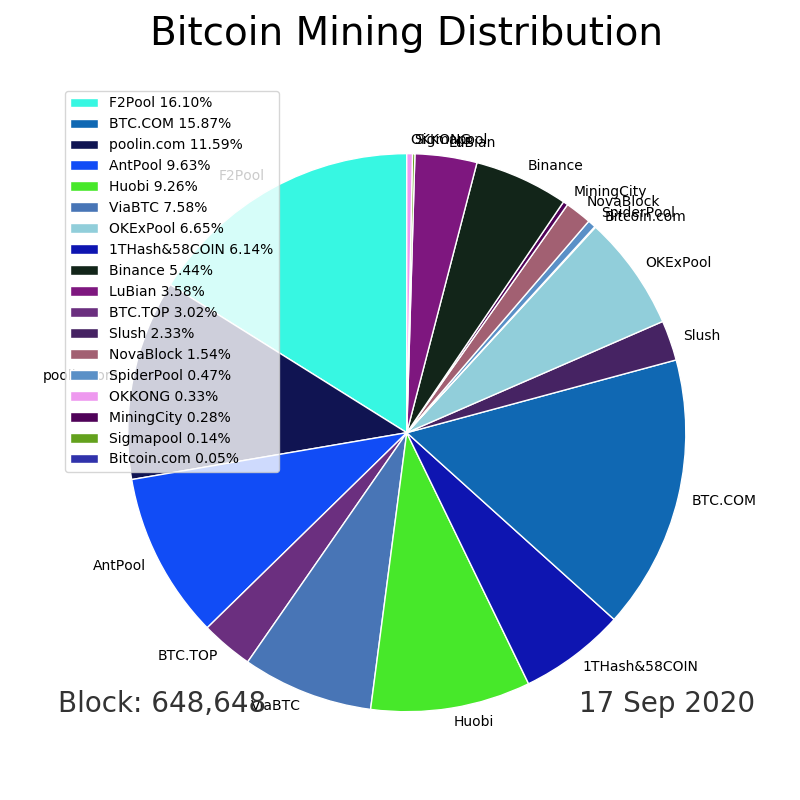 Bitcoin Mining Distribution
F2Pool 16.10%
BTC.COM 15.87%
poolin.com 11.59%
AntPool 9.63%
Huobi 9.26%
ViaBTC 7.58%
OKExPool 6.65%
1THash&58COIN 6.14%
Binance 5.44%
LuBian 3.58%
BTC.TOP 3.02%
Slush 2.33%
NovaBlock 1.54%
SpiderPool 0.47%
OKKONG 0.33%
MiningCity 0.28%
Sigmapool 0.14%
Bitcoin.com 0.05%
F2Pool
OKKONG
Sigmapool
LuBian
Binance
MiningCity
NovaBlock
SpiderPool
Bitcoin.com
OKExPool
Slush
BTC.COM
1THash&58COIN
Huobi
ViaBTC
BTC.TOP
AntPool
poolin.com
Block: 648,648
17 Sep 2020